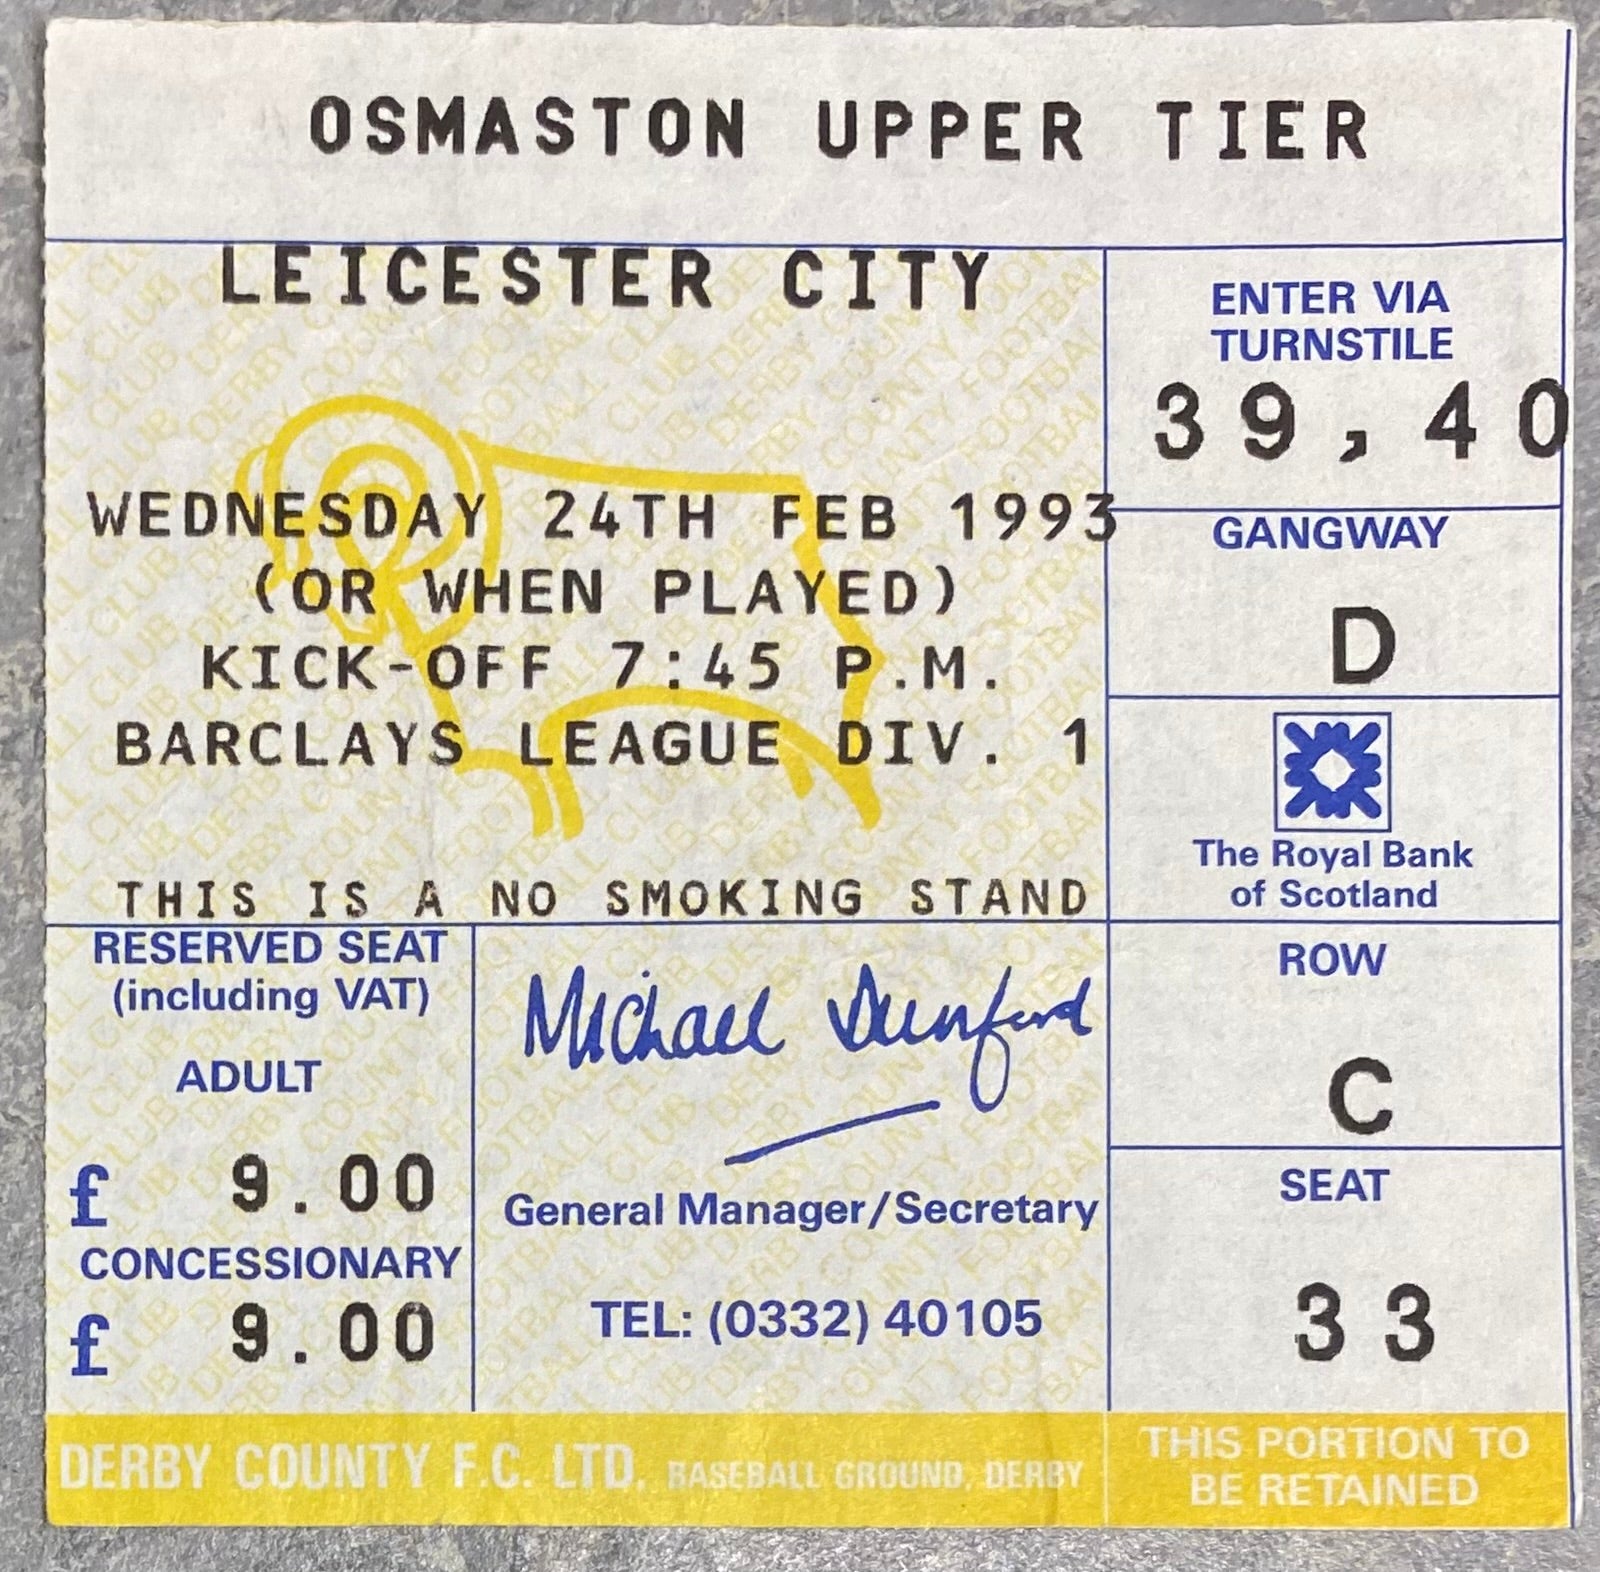 OSMASTON UPPER TIER
LEICESTER CITY
WEDNESDAY 24TH FEB 1993
(OR WHEN PLAYED)
KICK-OFF 7:45 P.M.
BARCLAYS LEAGUE DIV. 1
THIS IS A NO SMOKING STAND
ENTER VIA
TURNSTILE
39,40
GANGWAY
D
The Royal Bank
of Scotland
RESERVED SEAT
(including VAT)
ADULT
£ 9.00
CONCESSIONARY
£ 9.00
Michael Dunford
General Manager/Secretary
TEL: (0332) 40105
ROW
C
SEAT
33
DERBY COUNTY F.C. LTD. BASEBALL GROUND, DERBY
THIS PORTION TO
BE RETAINED